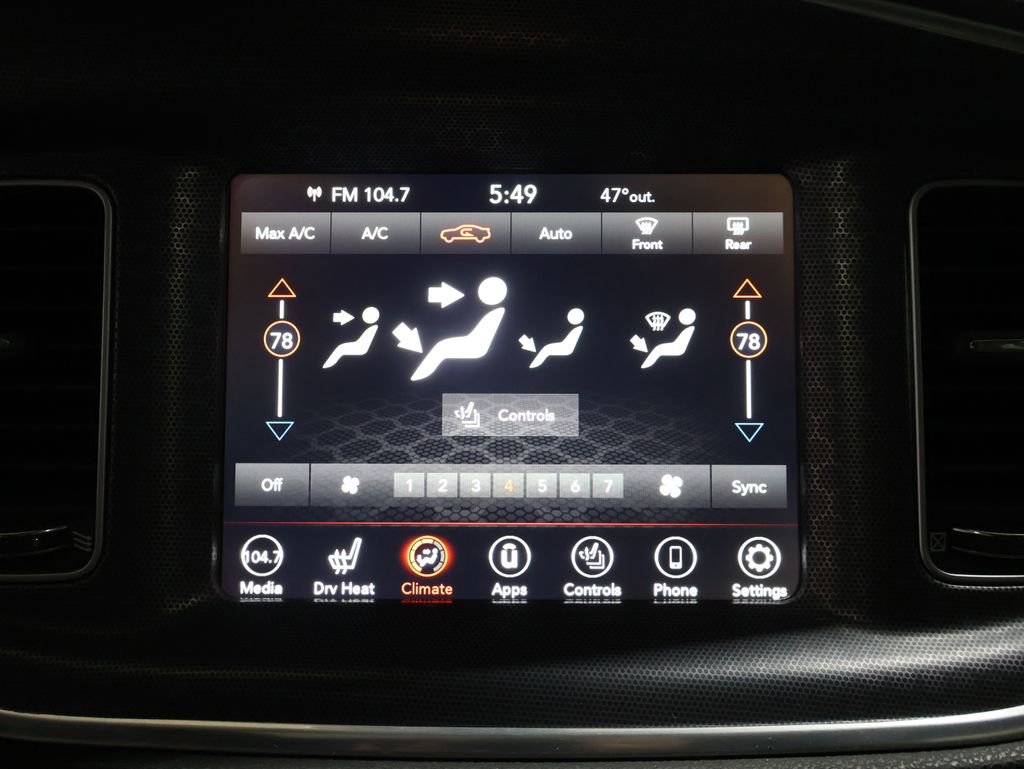 FM 104.7 5:49 47°out.
Max A/C A/C Auto Front Rear
78 78
Controls
Off 1 2 3 4 5 6 7 Sync
104.7
Media Drv Heat Climate Apps Controls Phone Settings